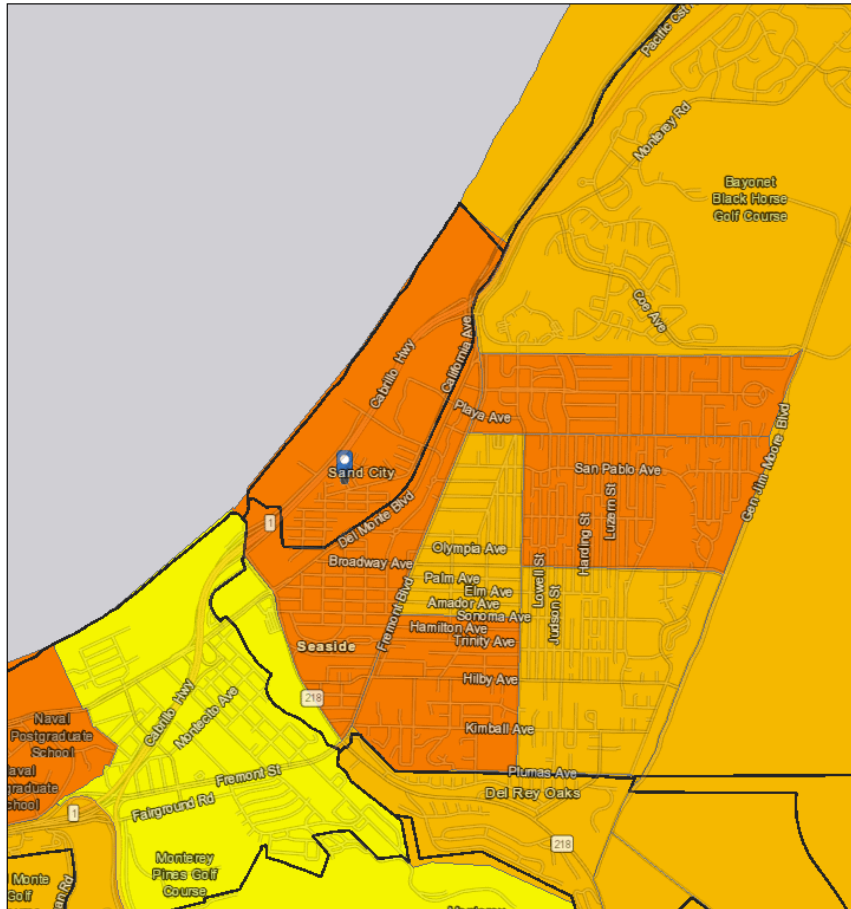 Pacific Cst
Monterey Rd
Bayonet
Black Horse
Golf Course
Coe Ave
California Ave
Cabrillo Hwy
Playa Ave
Gen Jim Moore Blvd
San Pablo Ave
Sand City
Luzern St
Harding St
Del Monte Blvd
1
Olympia Ave
Broadway Ave
Lowell St
Judson St
Palm Ave
Elm Ave
Amador Ave
Sonoma Ave
Fremont Blvd
Hamilton Ave
Trinity Ave
Seaside
Hilby Ave
218
Cabrillo Hwy
Montecito Ave
Naval
Postgraduate
School
Kimball Ave
Naval
graduate
School
Fremont St
Plumas Ave
Del Rey Oaks
Fairground Rd
1
218
Monterey
Pines Golf
Course
Monte
Golf
an Rd